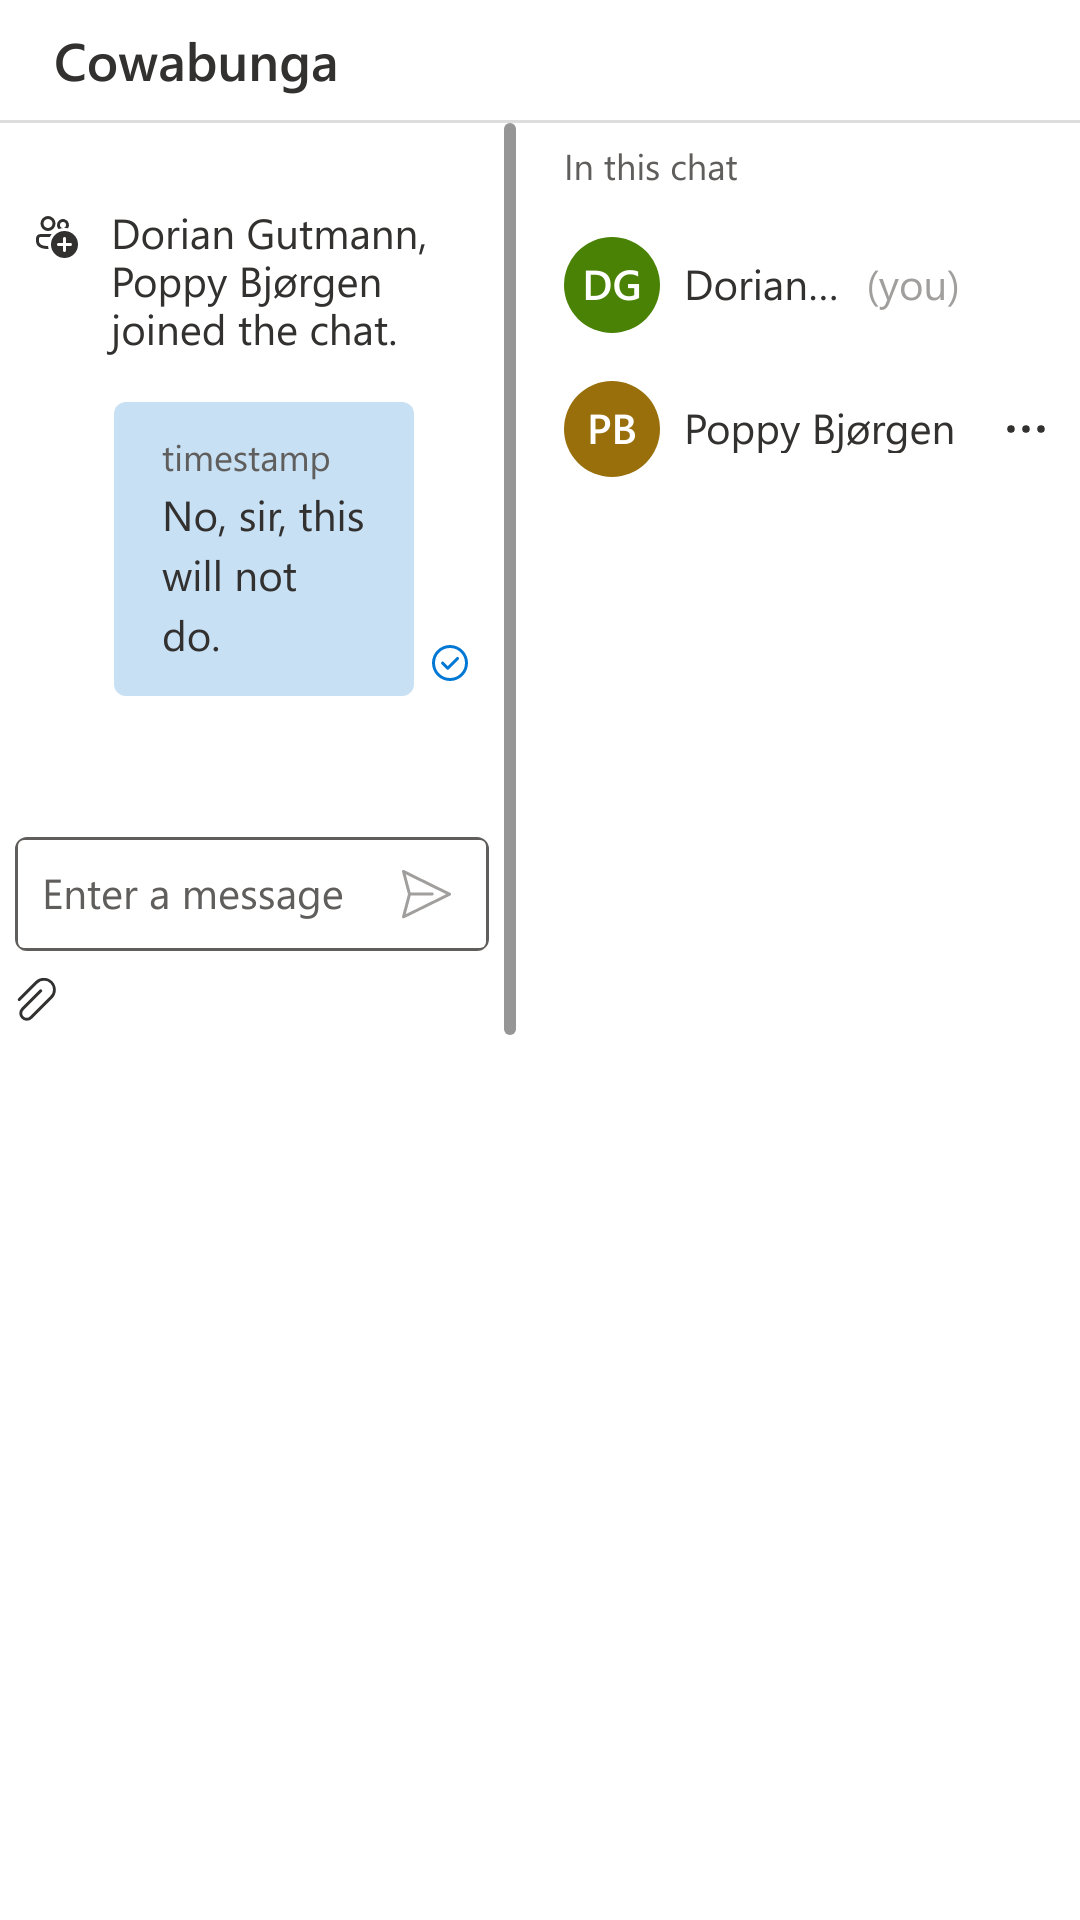 Cowabunga
Dorian Gutmann,
Poppy Bjørgen
joined the chat.
timestamp
No, sir, this
will not
do.
Enter a message
In this chat
DG Dorian... (you)
PB Poppy Bjørgen